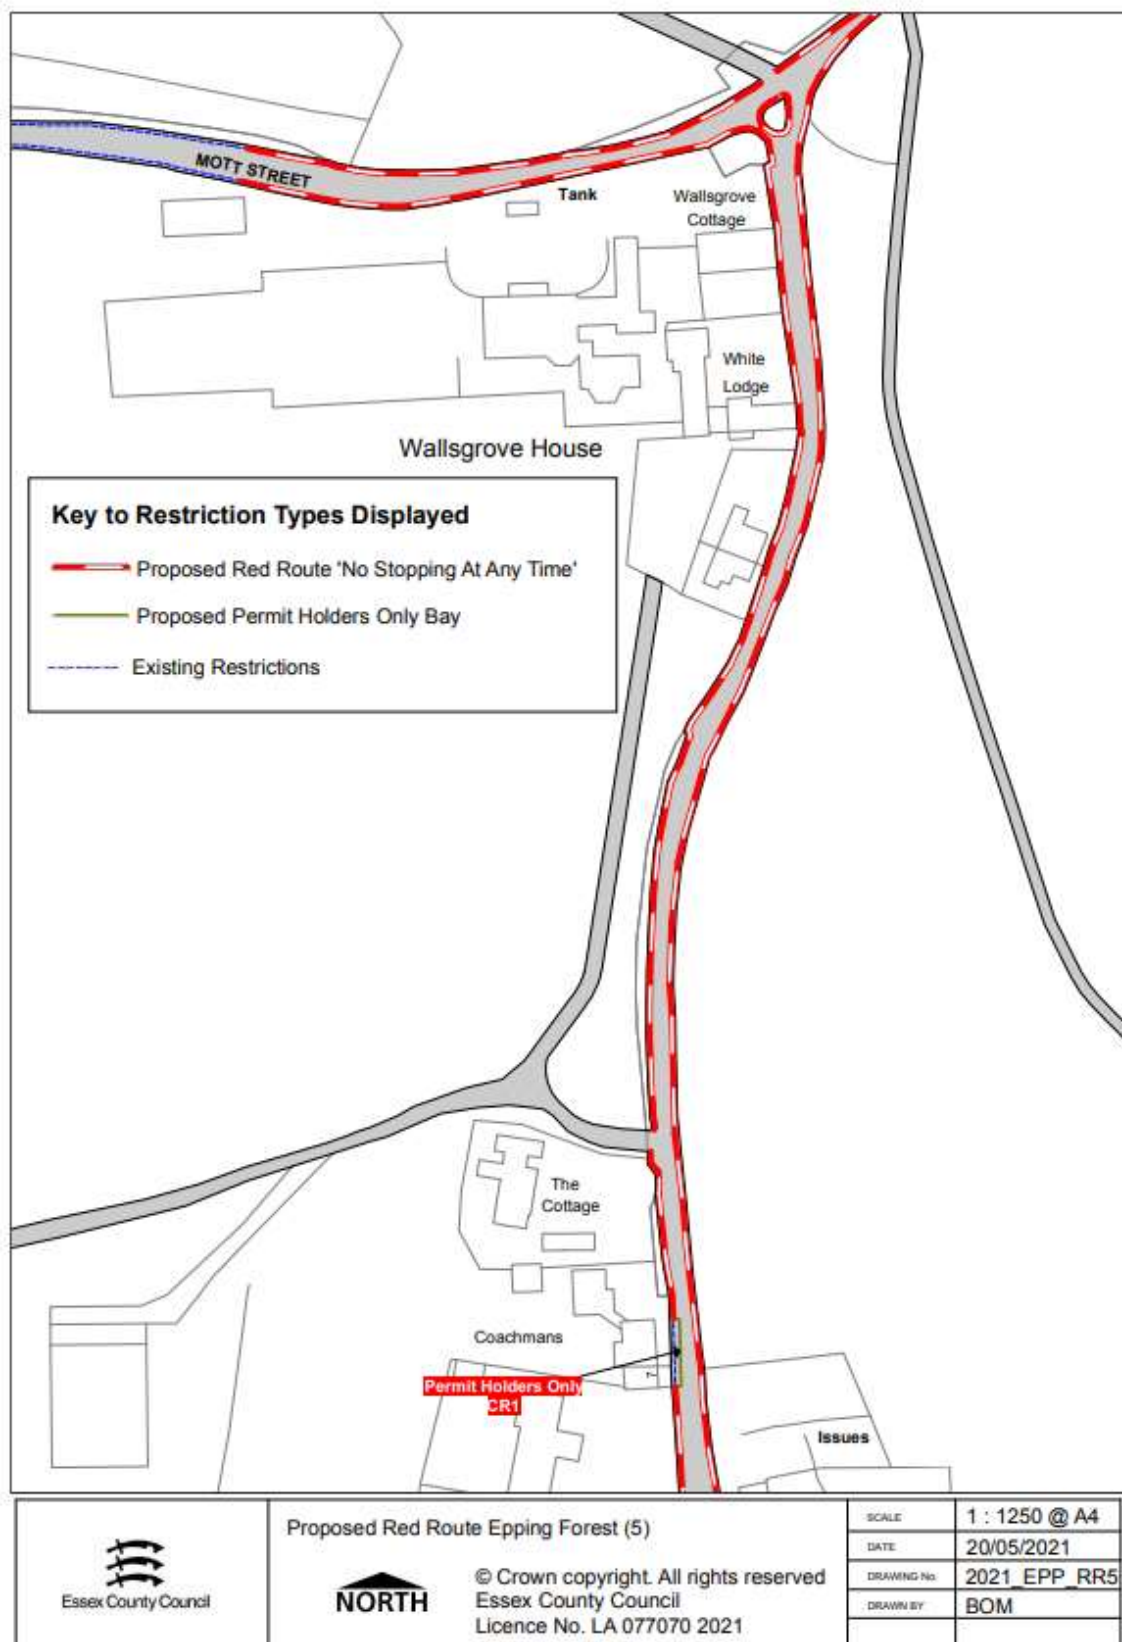 MOTT STREET
Tank
Wallsgrove
Cottage
White
Lodge
Wallsgrove House
Key to Restriction Types Displayed
Proposed Red Route 'No Stopping At Any Time'
Proposed Permit Holders Only Bay
Existing Restrictions
The
Cottage
Coachmans
7
Permit Holders Only
CR1
Issues
Essex County Council
Proposed Red Route Epping Forest (5)
NORTH
© Crown copyright. All rights reserved
Essex County Council
Licence No. LA 077070 2021
SCALE 1 : 1250 @ A4
DATE 20/05/2021
DRAWING No. 2021_EPP_RR5
DRAWN BY BOM